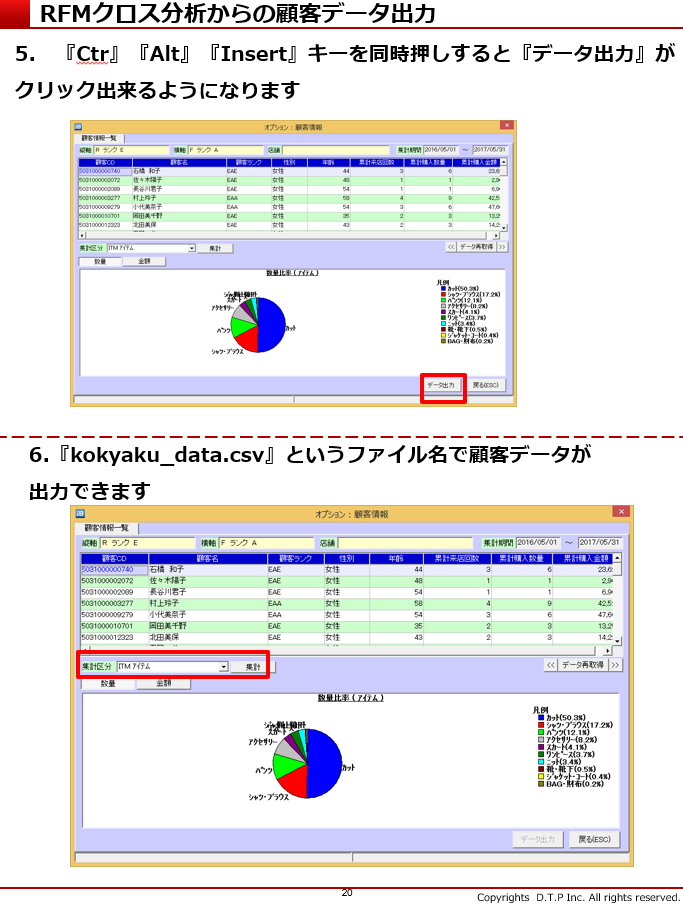 RFMクロス分析からの顧客データ出力
5. 『Ctr』『Alt』『Insert』キーを同時押しすると『データ出力』が
クリック出来るようになります
オプション：顧客情報
顧客情報一覧
縦軸 R ランク E 横軸 F ランク A 店舗 集計期間 2016/05/01 ～ 2017/05/31
顧客CD 顧客名 顧客ランク 性別 年齢 累計来店回数 累計購入数量 累計購入金額
5031000000740 石橋 和子 EAE 女性 44 3 6 23,6
5031000002072 佐々木陽子 EAE 女性 48 1 1 2,9
5031000002089 長谷川君子 EAE 女性 54 1 1 6,9
5031000003277 村上玲子 EAA 女性 58 4 9 42,5
5031000009279 小代美奈子 EAA 女性 54 3 6 47,6
5031000010701 岡田美千野 EAE 女性 35 2 3 13,2
5031000012323 北田美保 EAE 女性 43 2 3 14,2
集計区分 ITM アイテム 集計 << データ再取得 >>
数量 金額
数量比率（アイテム）
凡例
カット(50.3%)
シャツ・ブラウス(17.2%)
パンツ(12.1%)
アクセサリー(8.2%)
スカート(4.1%)
ワンピース(3.7%)
ニット(3.4%)
靴・靴下(0.5%)
ジャケット・コート(0.4%)
BAG・財布(0.2%)
スカート
アクセサリー
パンツ
カット
シャツ・ブラウス
データ出力 戻る(ESC)
6.『kokyaku_data.csv』というファイル名で顧客データが
出力できます
オプション：顧客情報
顧客情報一覧
縦軸 R ランク E 横軸 F ランク A 店舗 集計期間 2016/05/01 ～ 2017/05/31
顧客CD 顧客名 顧客ランク 性別 年齢 累計来店回数 累計購入数量 累計購入金額
5031000000740 石橋 和子 EAE 女性 44 3 6 23,6
5031000002072 佐々木陽子 EAE 女性 48 1 1 2,9
5031000002089 長谷川君子 EAE 女性 54 1 1 6,9
5031000003277 村上玲子 EAA 女性 58 4 9 42,5
5031000009279 小代美奈子 EAA 女性 54 3 6 47,6
5031000010701 岡田美千野 EAE 女性 35 2 3 13,2
5031000012323 北田美保 EAE 女性 43 2 3 14,2
集計区分 ITM アイテム 集計 << データ再取得 >>
数量 金額
数量比率（アイテム）
凡例
カット(50.3%)
シャツ・ブラウス(17.2%)
パンツ(12.1%)
アクセサリー(8.2%)
スカート(4.1%)
ワンピース(3.7%)
ニット(3.4%)
靴・靴下(0.5%)
ジャケット・コート(0.4%)
BAG・財布(0.2%)
スカート
アクセサリー
パンツ
カット
シャツ・ブラウス
データ出力 戻る(ESC)
20
Copyrights D.T.P Inc. All rights reserved.